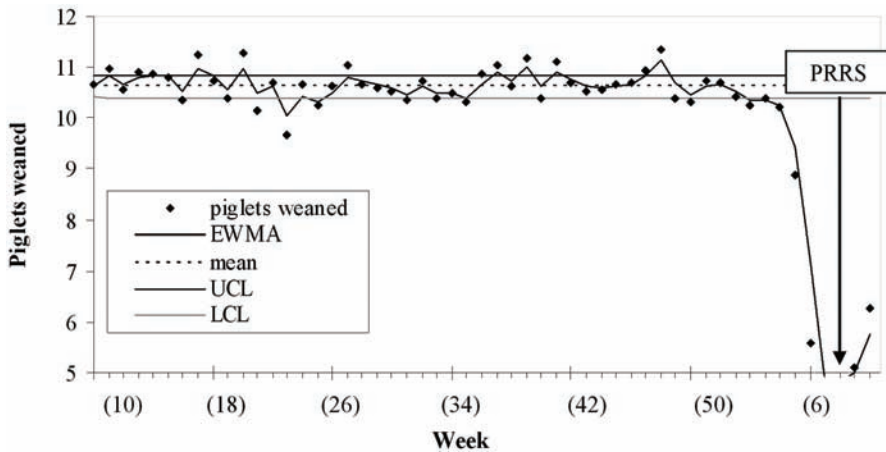 12
11
10
9
8
7
6
5
Piglets weaned
PRRS
piglets weaned
EWMA
mean
UCL
LCL
(10) (18) (26) (34) (42) (50) (6)
Week